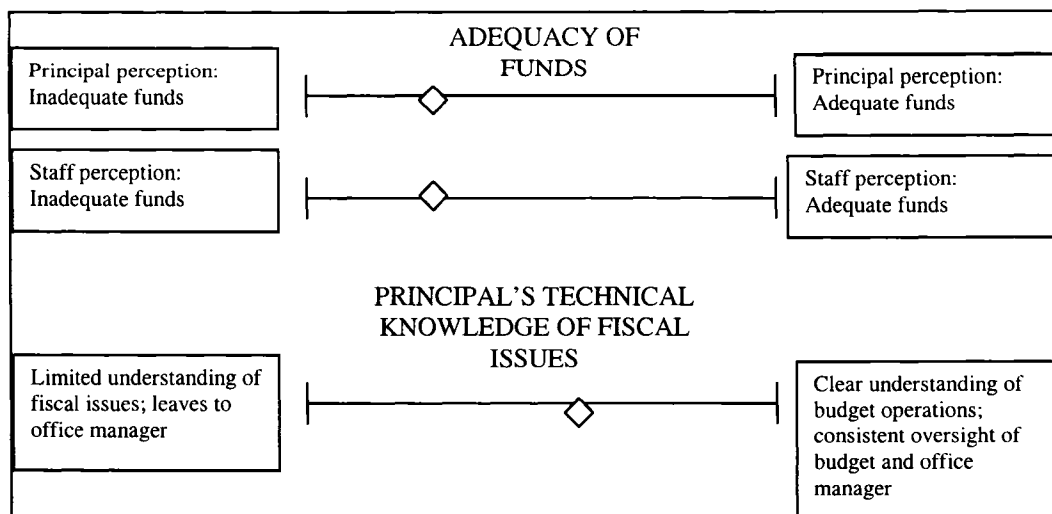 ADEQUACY OF
FUNDS
Principal perception:
Inadequate funds
Principal perception:
Adequate funds
Staff perception:
Inadequate funds
Staff perception:
Adequate funds
PRINCIPAL'S TECHNICAL
KNOWLEDGE OF FISCAL
ISSUES
Limited understanding of
fiscal issues; leaves to
office manager
Clear understanding of
budget operations;
consistent oversight of
budget and office
manager